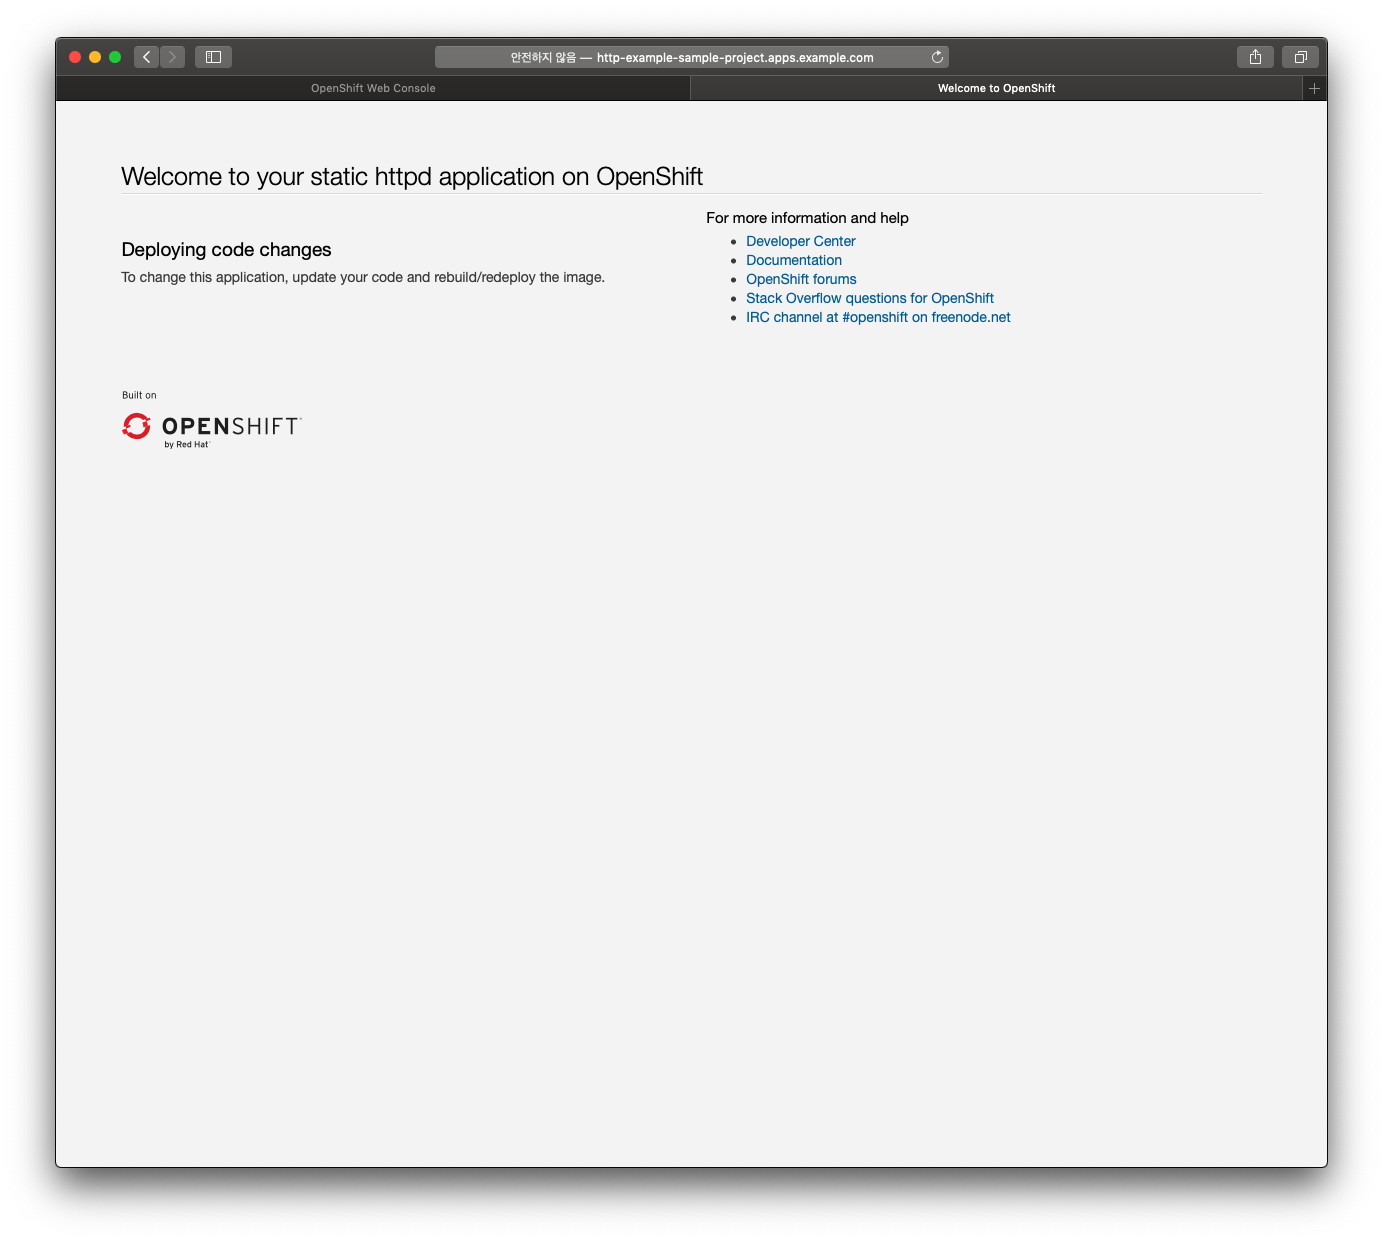 안전하지 않음 — http-example-sample-project.apps.example.com
OpenShift Web Console
Welcome to OpenShift
Welcome to your static httpd application on OpenShift
Deploying code changes
To change this application, update your code and rebuild/redeploy the image.
For more information and help
Developer Center
Documentation
OpenShift forums
Stack Overflow questions for OpenShift
IRC channel at #openshift on freenode.net
Built on
OPENSHIFT
by Red Hat